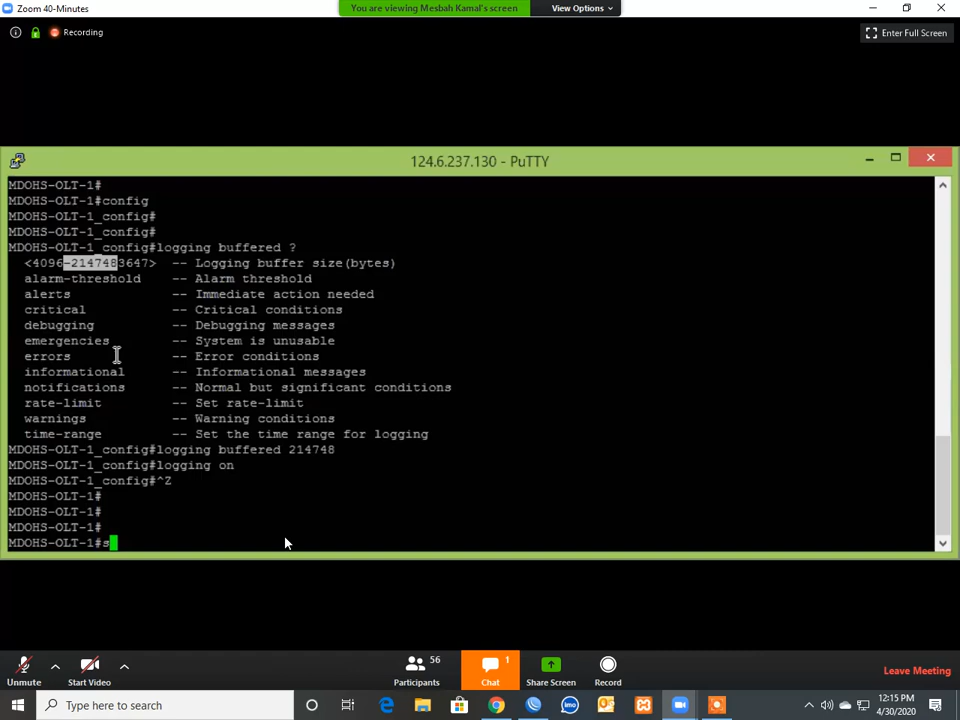 Zoom 40-Minutes
You are viewing Mesbah Kamal's screen
View Options
Recording
Enter Full Screen
124.6.237.130 - PuTTY
MDOHS-OLT-1#
MDOHS-OLT-1#config
MDOHS-OLT-1_config#
MDOHS-OLT-1_config#
MDOHS-OLT-1_config#logging buffered ?
<4096-2147483647> -- Logging buffer size(bytes)
alarm-threshold -- Alarm threshold
alerts -- Immediate action needed
critical -- Critical conditions
debugging -- Debugging messages
emergencies -- System is unusable
errors -- Error conditions
informational -- Informational messages
notifications -- Normal but significant conditions
rate-limit -- Set rate-limit
warnings -- Warning conditions
time-range -- Set the time range for logging
MDOHS-OLT-1_config#logging buffered 214748
MDOHS-OLT-1_config#logging on
MDOHS-OLT-1_config#^Z
MDOHS-OLT-1#
MDOHS-OLT-1#
MDOHS-OLT-1#
MDOHS-OLT-1#s
56
1
Unmute
Start Video
Participants
Chat
Share Screen
Record
Leave Meeting
Type here to search
imo
12:15 PM
4/30/2020